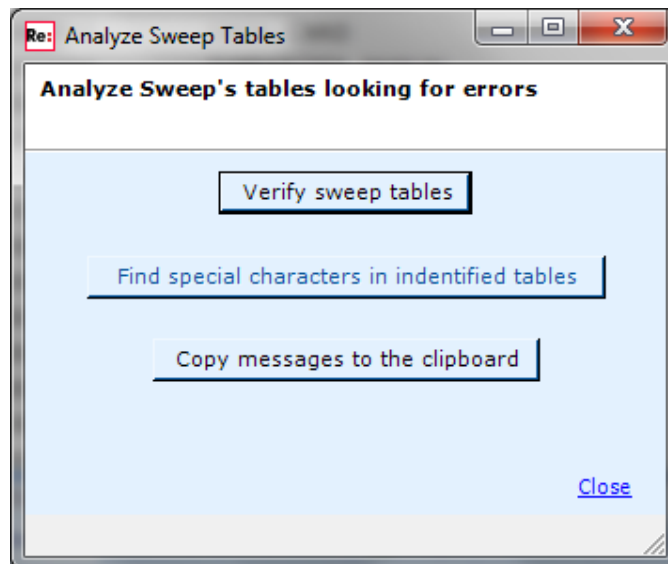 Re: Analyze Sweep Tables
Analyze Sweep's tables looking for errors
Verify sweep tables
Find special characters in indentified tables
Copy messages to the clipboard
Close